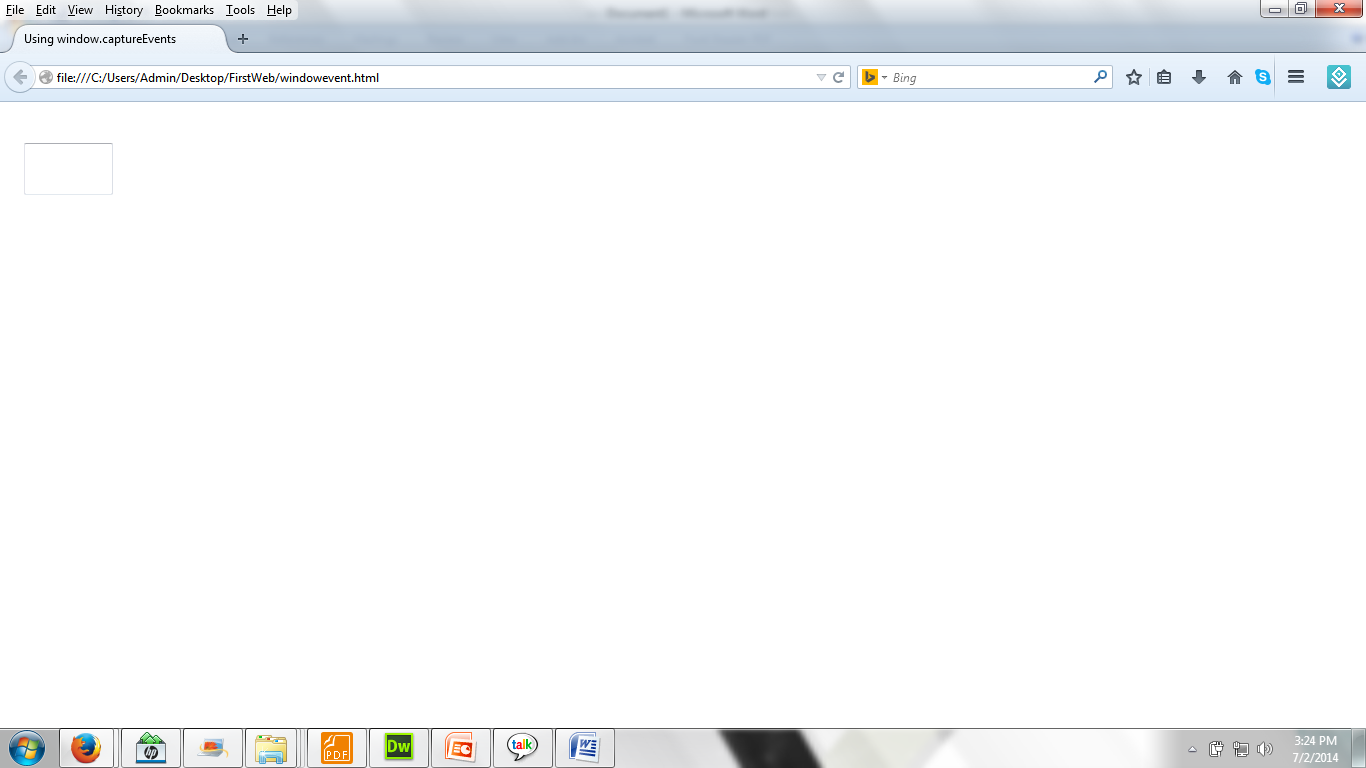 File Edit View History Bookmarks Tools Help
Using window.captureEvents
file:///C:/Users/Admin/Desktop/FirstWeb/windowevent.html
Bing
hp
PDF
Dw
talk
3:24 PM
7/2/2014